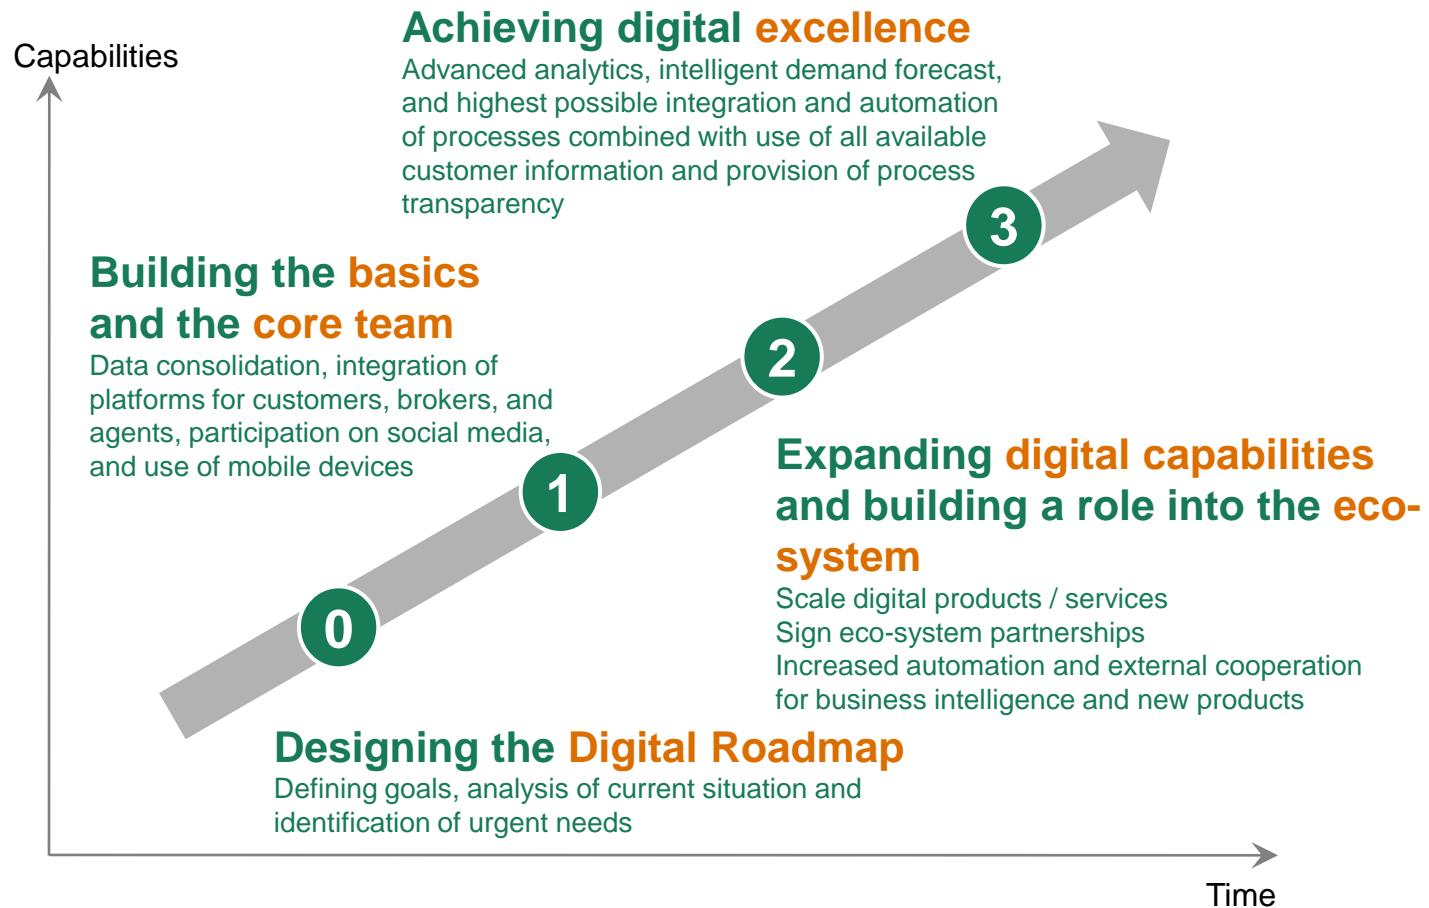 Capabilities
Achieving digital excellence
Advanced analytics, intelligent demand forecast,
and highest possible integration and automation
of processes combined with use of all available
customer information and provision of process
transparency
3
Building the basics
and the core team
Data consolidation, integration of
platforms for customers, brokers, and
agents, participation on social media,
and use of mobile devices
2
1
Expanding digital capabilities
and building a role into the eco-
system
Scale digital products / services
Sign eco-system partnerships
Increased automation and external cooperation
for business intelligence and new products
0
Designing the Digital Roadmap
Defining goals, analysis of current situation and
identification of urgent needs
Time